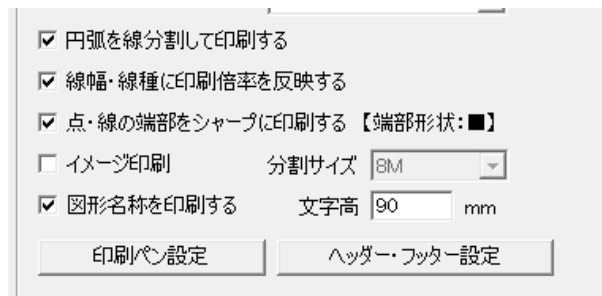 円弧を線分割して印刷する
線幅・線種に印刷倍率を反映する
点・線の端部をシャープに印刷する 【端部形状:■】
イメージ印刷 分割サイズ 8M
図形名称を印刷する 文字高 90 mm
印刷ペン設定 ヘッダー・フッター設定